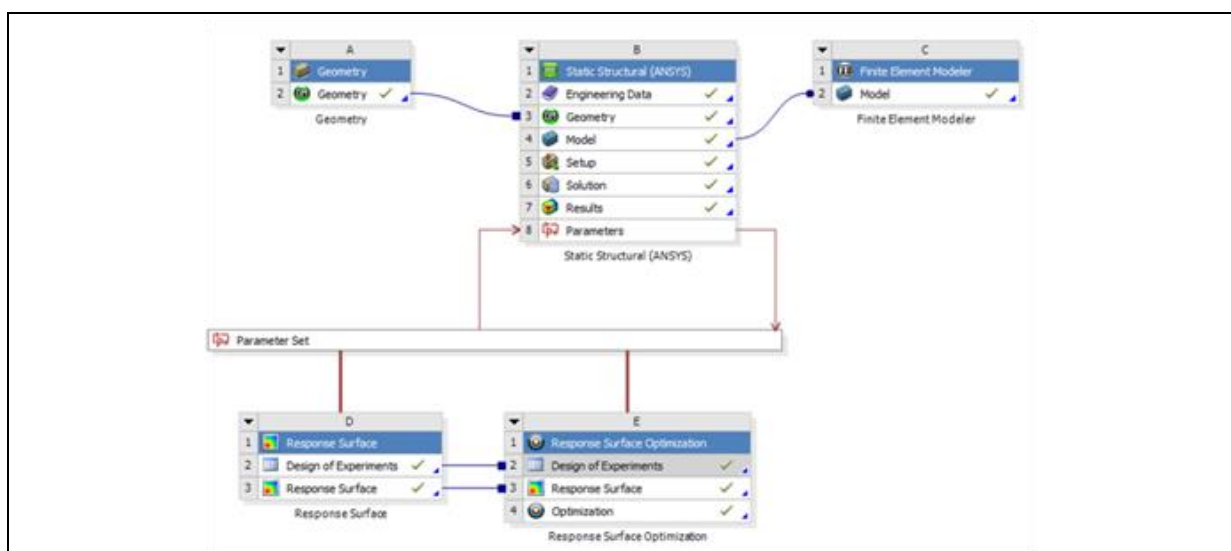 A
1 Geometry
2 Geometry
Geometry
B
1 Static Structural (ANSYS)
2 Engineering Data
3 Geometry
4 Model
5 Setup
6 Solution
7 Results
8 Parameters
Static Structural (ANSYS)
C
1 Finite Element Modeler
2 Model
Finite Element Modeler
Parameter Set
D
1 Response Surface
2 Design of Experiments
3 Response Surface
Response Surface
E
1 Response Surface Optimization
2 Design of Experiments
3 Response Surface
4 Optimization
Response Surface Optimization